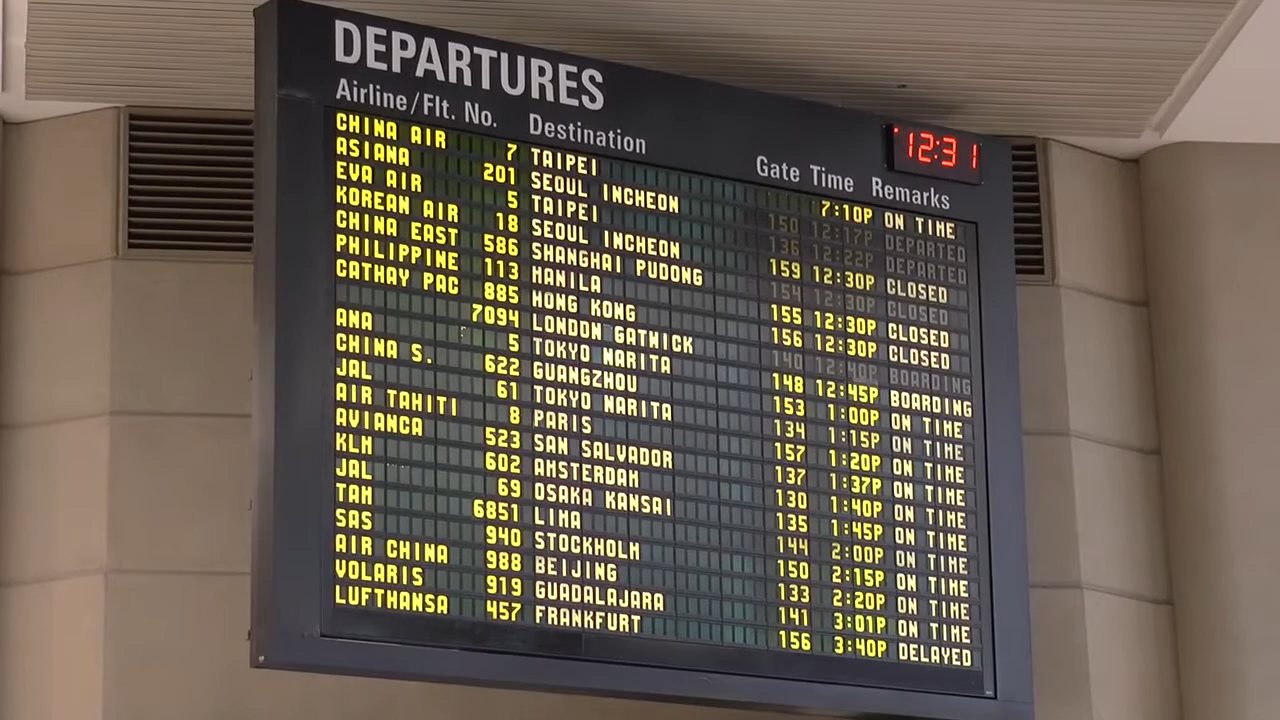 DEPARTURES
12:31
Airline/Flt. No. Destination Gate Time Remarks
CHINA AIR 7 TAIPEI 7:10P ON TIME
ASIANA 201 SEOUL INCHEON 150 12:17P DEPARTED
EVA AIR 5 TAIPEI 136 12:22P DEPARTED
KOREAN AIR 18 SEOUL INCHEON 159 12:30P CLOSED
CHINA EAST 586 SHANGHAI PUDONG 154 12:30P CLOSED
PHILIPPINE 113 MANILA 155 12:30P CLOSED
CATHAY PAC 885 HONG KONG 156 12:30P CLOSED
7094 LONDON GATWICK 140 12:40P BOARDING
ANA 5 TOKYO NARITA 148 12:45P BOARDING
CHINA S. 622 GUANGZHOU 153 1:00P ON TIME
JAL 61 TOKYO NARITA 134 1:15P ON TIME
AIR TAHITI 8 PARIS 157 1:20P ON TIME
AVIANCA 523 SAN SALVADOR 137 1:37P ON TIME
KLM 602 AMSTERDAM 130 1:40P ON TIME
JAL 69 OSAKA KANSAI 135 1:45P ON TIME
TAM 6851 LIMA 144 2:00P ON TIME
SAS 940 STOCKHOLM 150 2:15P ON TIME
AIR CHINA 988 BEIJING 133 2:20P ON TIME
VOLARIS 919 GUADALAJARA 141 3:01P ON TIME
LUFTHANSA 457 FRANKFURT 156 3:40P DELAYED